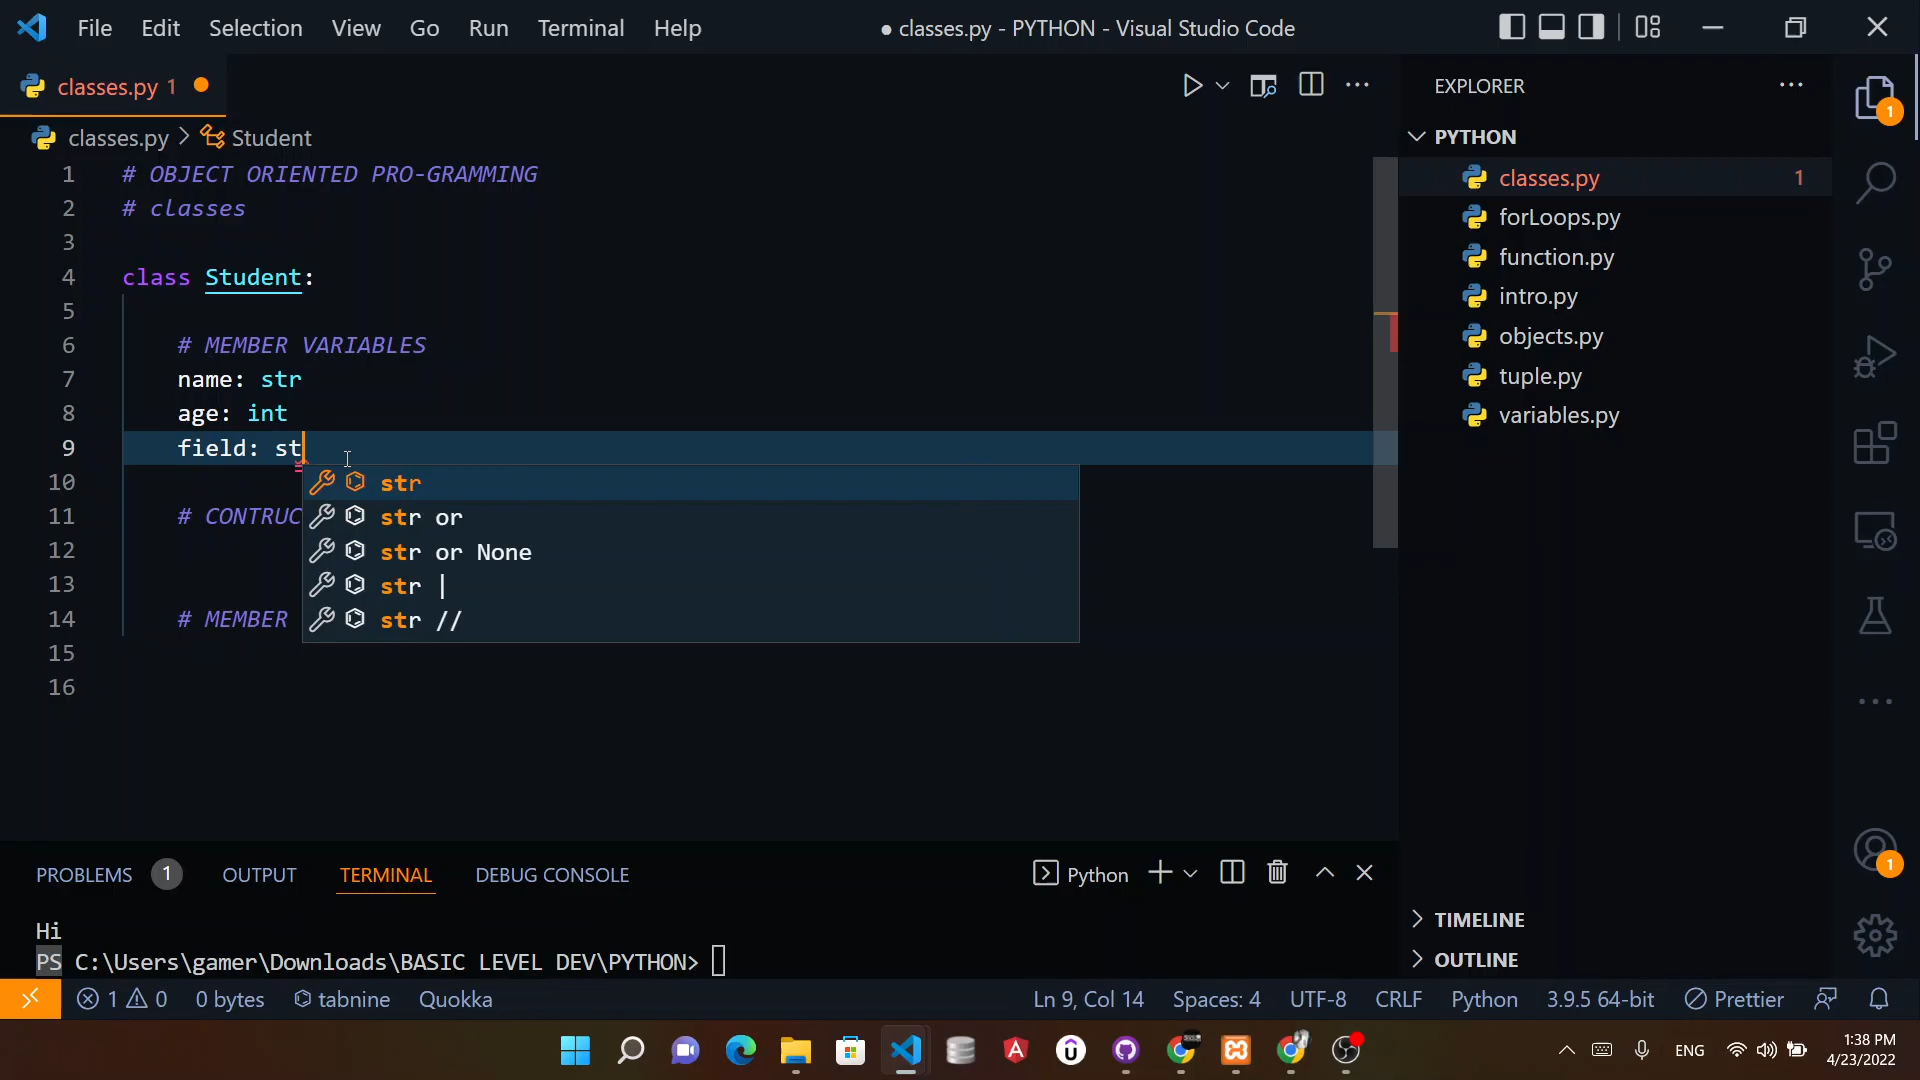 File Edit Selection View Go Run Terminal Help
● classes.py - PYTHON - Visual Studio Code
classes.py 1
classes.py > Student
1 # OBJECT ORIENTED PRO-GRAMMING
2 # classes
3
4 class Student:
5
6 # MEMBER VARIABLES
7 name: str
8 age: int
9 field: st
10
11 # CONTRUC
12
13
14 # MEMBER
15
16
str
str or
str or None
str |
str //
EXPLORER
PYTHON
classes.py 1
forLoops.py
function.py
intro.py
objects.py
tuple.py
variables.py
TIMELINE
OUTLINE
1
1
PROBLEMS 1 OUTPUT TERMINAL DEBUG CONSOLE
Python
Hi
PS C:\Users\gamer\Downloads\BASIC LEVEL DEV\PYTHON>
1 0 0 bytes tabnine Quokka
Ln 9, Col 14 Spaces: 4 UTF-8 CRLF Python 3.9.5 64-bit Prettier
ENG
1:38 PM
4/23/2022